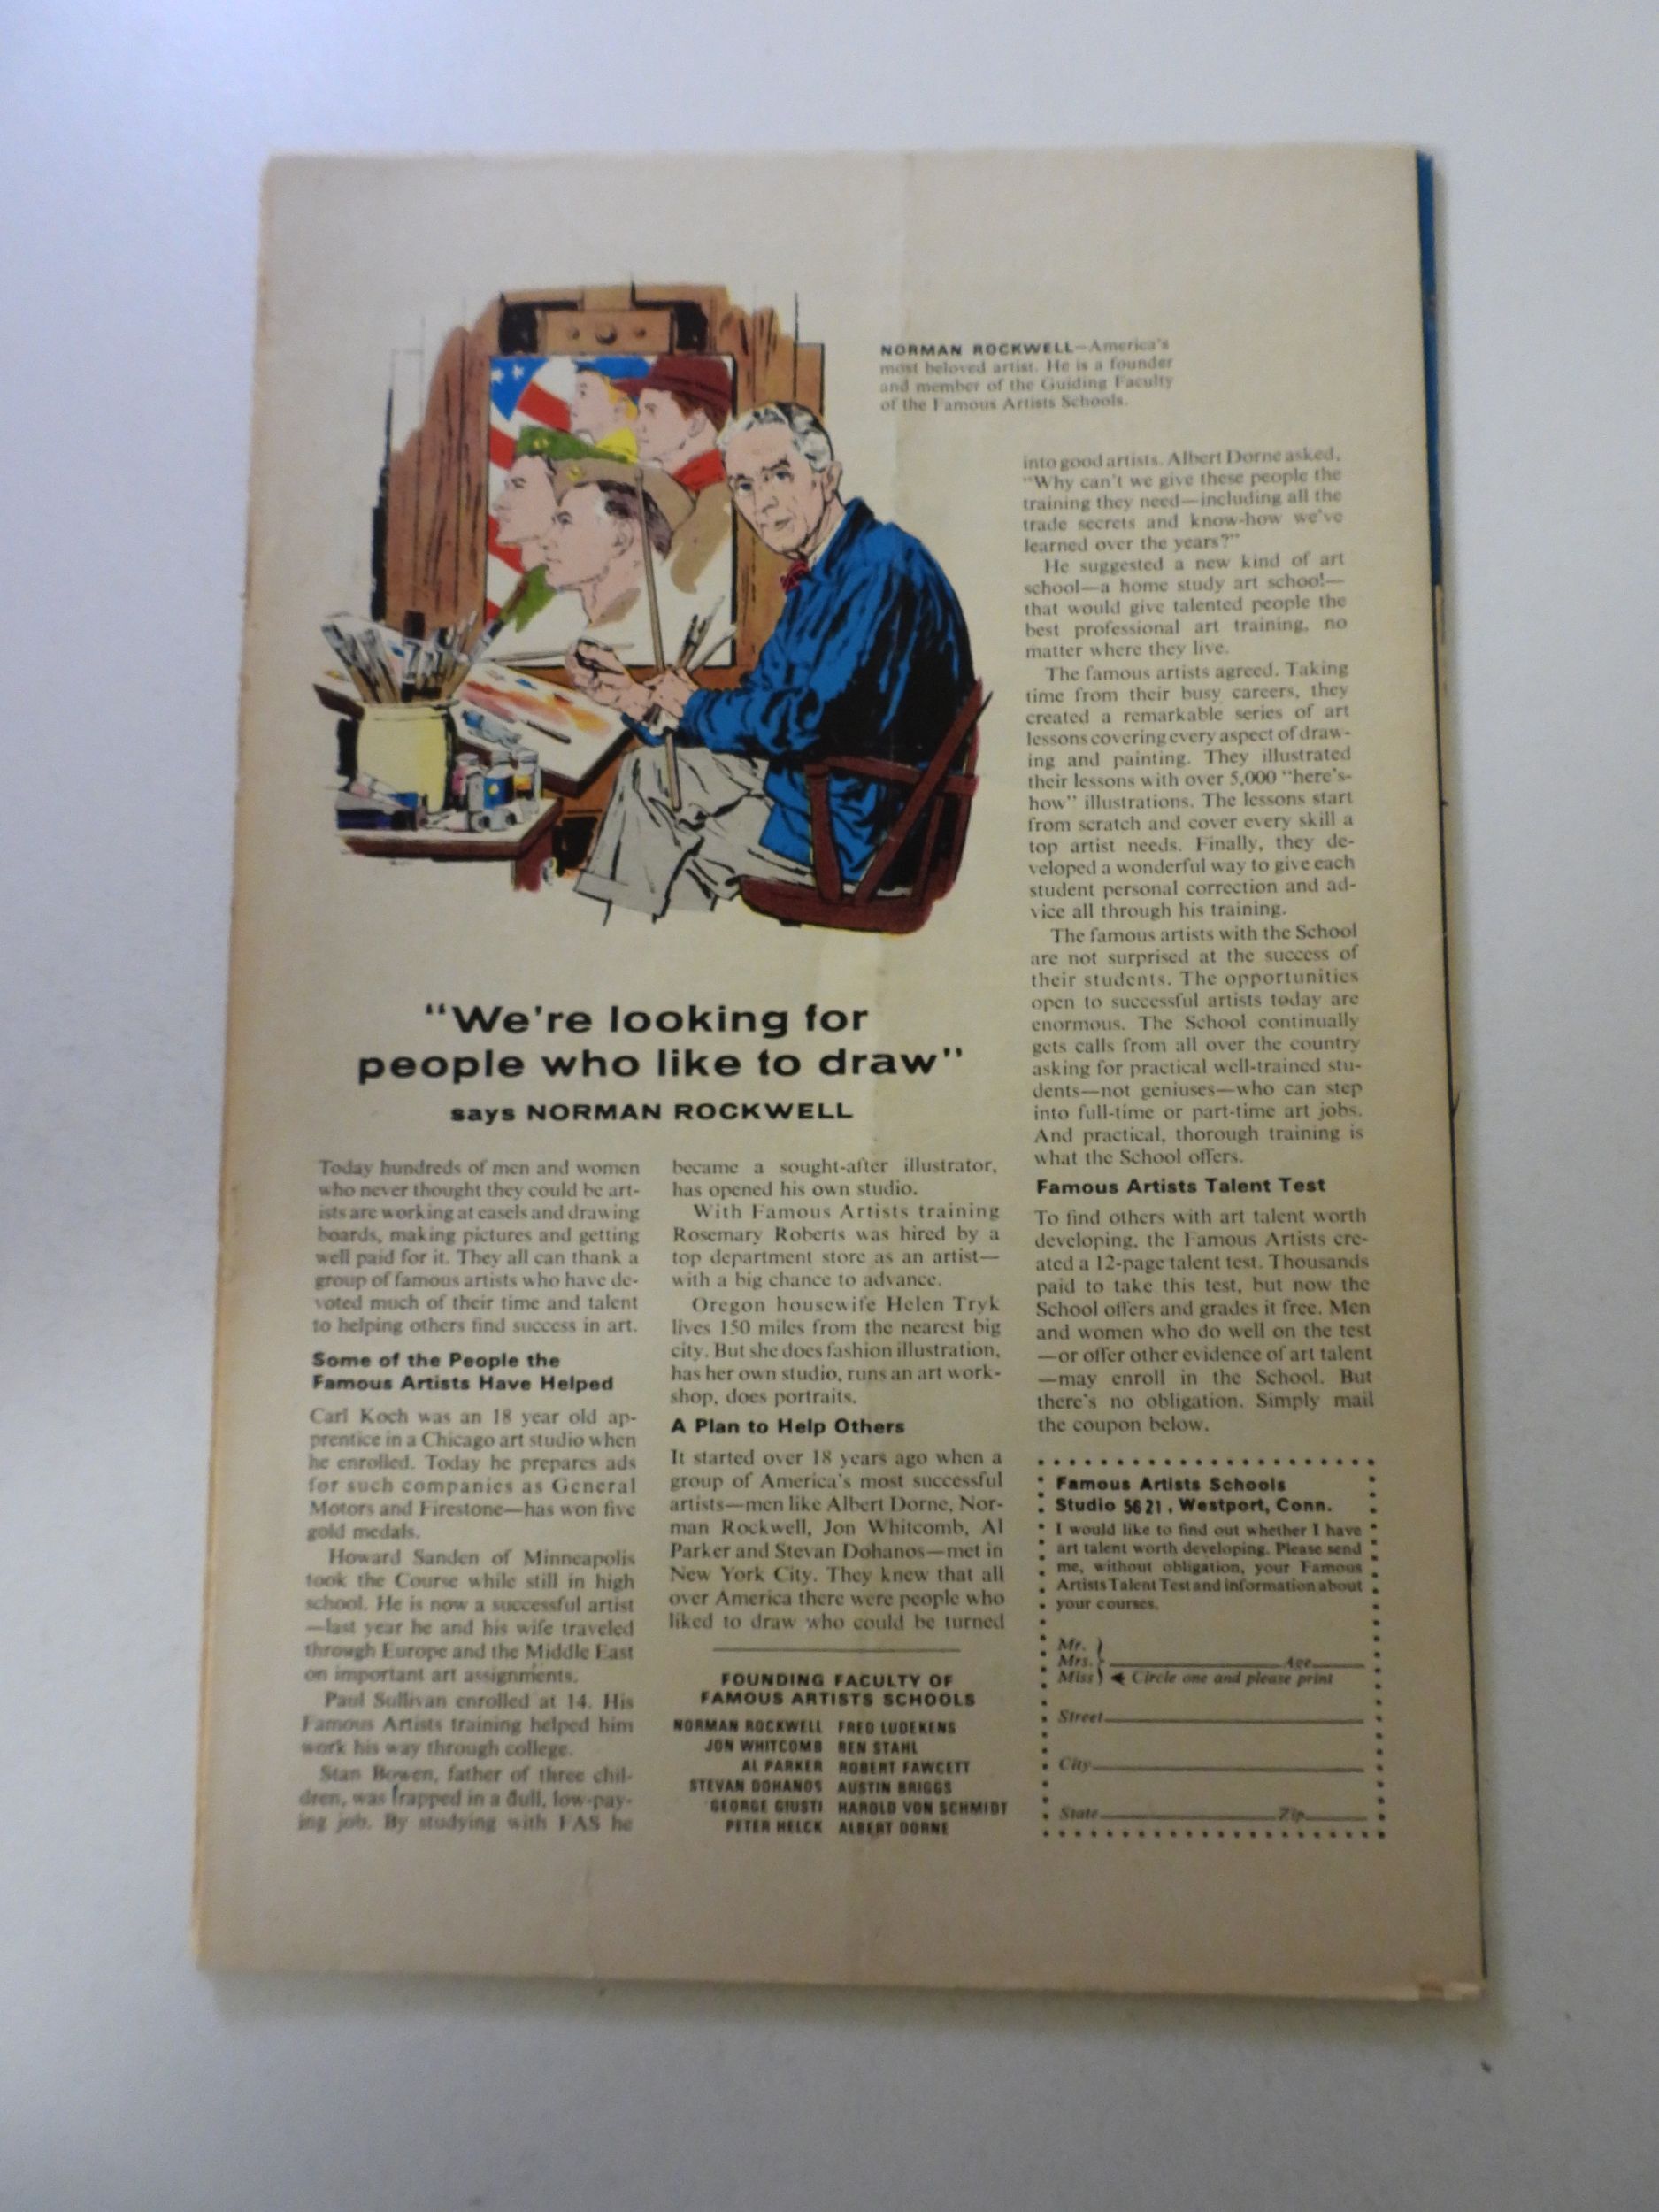 NORMAN ROCKWELL—America's
most beloved artist. He is a founder
and member of the Guiding Faculty
of the Famous Artists Schools.
"We're looking for
people who like to draw"
says NORMAN ROCKWELL
Today hundreds of men and women
who never thought they could be art-
ists are working at easels and drawing
boards, making pictures and getting
well paid for it. They all can thank a
group of famous artists who have de-
voted much of their time and talent
to helping others find success in art.
Some of the People the
Famous Artists Have Helped
Carl Koch was an 18 year old ap-
prentice in a Chicago art studio when
he enrolled. Today he prepares ads
for such companies as General
Motors and Firestone—has won five
gold medals.
Howard Sanden of Minneapolis
took the Course while still in high
school. He is now a successful artist
—last year he and his wife traveled
through Europe and the Middle East
on important art assignments.
Paul Sullivan enrolled at 14. His
Famous Artists training helped him
work his way through college.
Stan Bowen, father of three chil-
dren, was trapped in a dull, low-pay-
ing job. By studying with FAS he
became a sought-after illustrator,
has opened his own studio.
With Famous Artists training
Rosemary Roberts was hired by a
top department store as an artist—
with a big chance to advance.
Oregon housewife Helen Tryk
lives 150 miles from the nearest big
city. But she does fashion illustration,
has her own studio, runs an art work-
shop, does portraits.
A Plan to Help Others
It started over 18 years ago when a
group of America's most successful
artists—men like Albert Dorne, Nor-
man Rockwell, Jon Whitcomb, Al
Parker and Stevan Dohanos—met in
New York City. They knew that all
over America there were people who
liked to draw who could be turned
FOUNDING FACULTY OF
FAMOUS ARTISTS SCHOOLS
NORMAN ROCKWELL FRED LUDEKENS
JON WHITCOMB BEN STAHL
AL PARKER ROBERT FAWCETT
STEVAN DOHANOS AUSTIN BRIGGS
GEORGE GIUSTI HAROLD VON SCHMIDT
PETER HELCK ALBERT DORNE
into good artists. Albert Dorne asked,
"Why can't we give these people the
training they need—including all the
trade secrets and know-how we've
learned over the years?"
He suggested a new kind of art
school—a home study art school—
that would give talented people the
best professional art training, no
matter where they live.
The famous artists agreed. Taking
time from their busy careers, they
created a remarkable series of art
lessons covering every aspect of draw-
ing and painting. They illustrated
their lessons with over 5,000 "here's-
how" illustrations. The lessons start
from scratch and cover every skill a
top artist needs. Finally, they de-
veloped a wonderful way to give each
student personal correction and ad-
vice all through his training.
The famous artists with the School
are not surprised at the success of
their students. The opportunities
open to successful artists today are
enormous. The School continually
gets calls from all over the country
asking for practical well-trained stu-
dents—not geniuses—who can step
into full-time or part-time art jobs.
And practical, thorough training is
what the School offers.
Famous Artists Talent Test
To find others with art talent worth
developing, the Famous Artists cre-
ated a 12-page talent test. Thousands
paid to take this test, but now the
School offers and grades it free. Men
and women who do well on the test
—or offer other evidence of art talent
—may enroll in the School. But
there's no obligation. Simply mail
the coupon below.
Famous Artists Schools
Studio 5621, Westport, Conn.
I would like to find out whether I have
art talent worth developing. Please send
me, without obligation, your Famous
Artists Talent Test and information about
your courses.
Mr.
Mrs. Age
Miss Circle one and please print
Street
City
State Zip